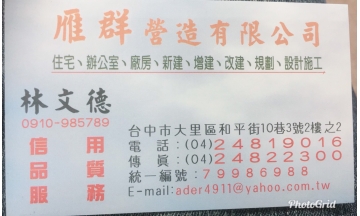 雁群營造有限公司
住宅、辦公室、廠房、新建、增建、改建、規劃、設計施工
林文德
0910-985789
信用
品質
服務
台中市大里區和平街10巷3號2樓之2
電話:(04)24819016
傳真:(04)24822300
統一編號:79986988
E-mail:ader4911@yahoo.com.tw
PhotoGrid